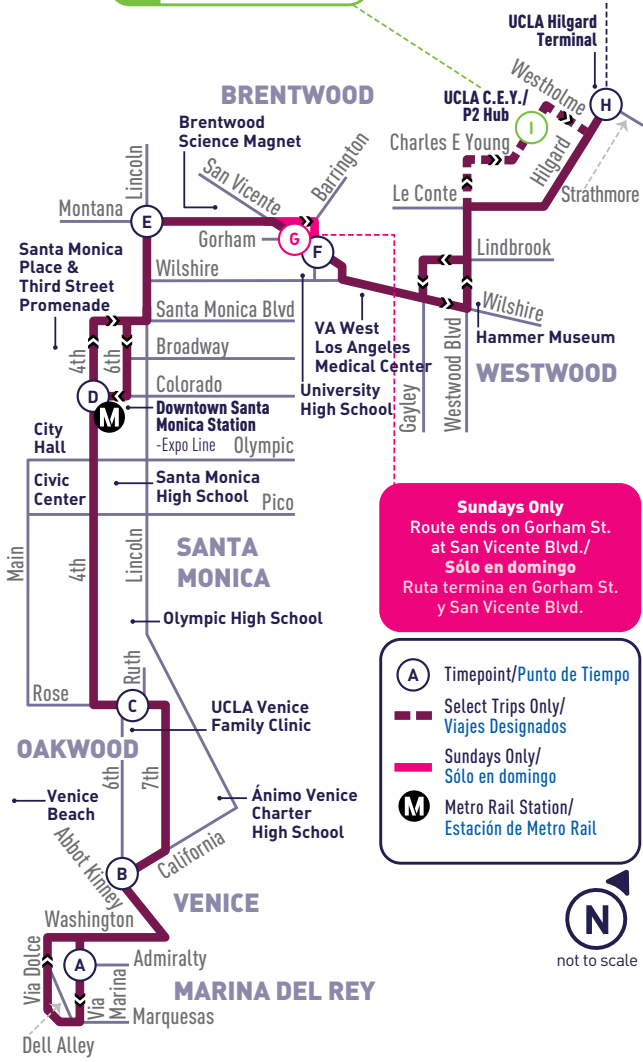 UCLA Hilgard
Terminal
BRENTWOOD
UCLA C.E.Y./
P2 Hub
Westholme
H
I
Brentwood
Science Magnet
Charles E Young
Hilgard
Strathmore
Lincoln
San Vicente
Barrington
Le Conte
Montana
E
Gorham
G
F
Lindbrook
Santa Monica
Place &
Third Street
Promenade
Wilshire
Santa Monica Blvd
VA West
Los Angeles
Medical Center
Wilshire
Hammer Museum
WESTWOOD
4th
6th
Broadway
Colorado
University
High School
Gayley
Westwood Blvd
D
M
Downtown Santa
Monica Station
-Expo Line
City
Hall
Olympic
Civic
Center
Santa Monica
High School
Pico
Main
4th
Lincoln
SANTA
MONICA
Sundays Only
Route ends on Gorham St.
at San Vicente Blvd./
Sólo en domingo
Ruta termina en Gorham St.
y San Vicente Blvd.
Olympic High School
Ruth
Rose
C
UCLA Venice
Family Clinic
OAKWOOD
6th
7th
Venice
Beach
Ánimo Venice
Charter
High School
Abbot Kinney
California
B
VENICE
Washington
Via Dolce
A
Admiralty
Via
Marina
MARINA DEL REY
Marquesas
Dell Alley
A
Timepoint/Punto de Tiempo
Select Trips Only/
Viajes Designados
Sundays Only/
Sólo en domingo
M
Metro Rail Station/
Estación de Metro Rail
N
not to scale